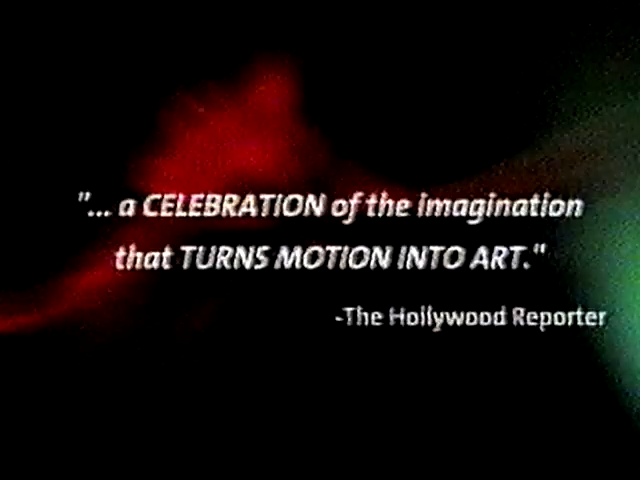 "... a CELEBRATION of the imagination
that TURNS MOTION INTO ART."
-The Hollywood Reporter